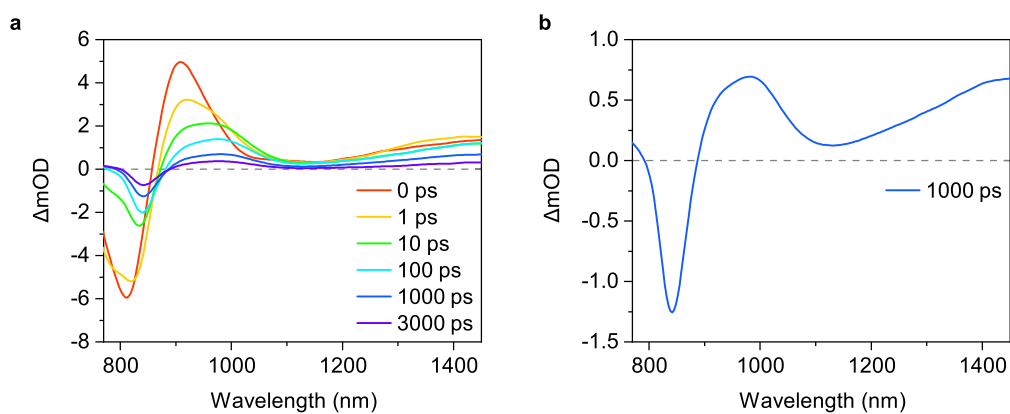 a
6
4
2
0
-2
-4
-6
-8
ΔmOD
0 ps
1 ps
10 ps
100 ps
1000 ps
3000 ps
800
1000
1200
1400
Wavelength (nm)
b
1.0
0.5
0.0
-0.5
-1.0
-1.5
ΔmOD
1000 ps
800
1000
1200
1400
Wavelength (nm)